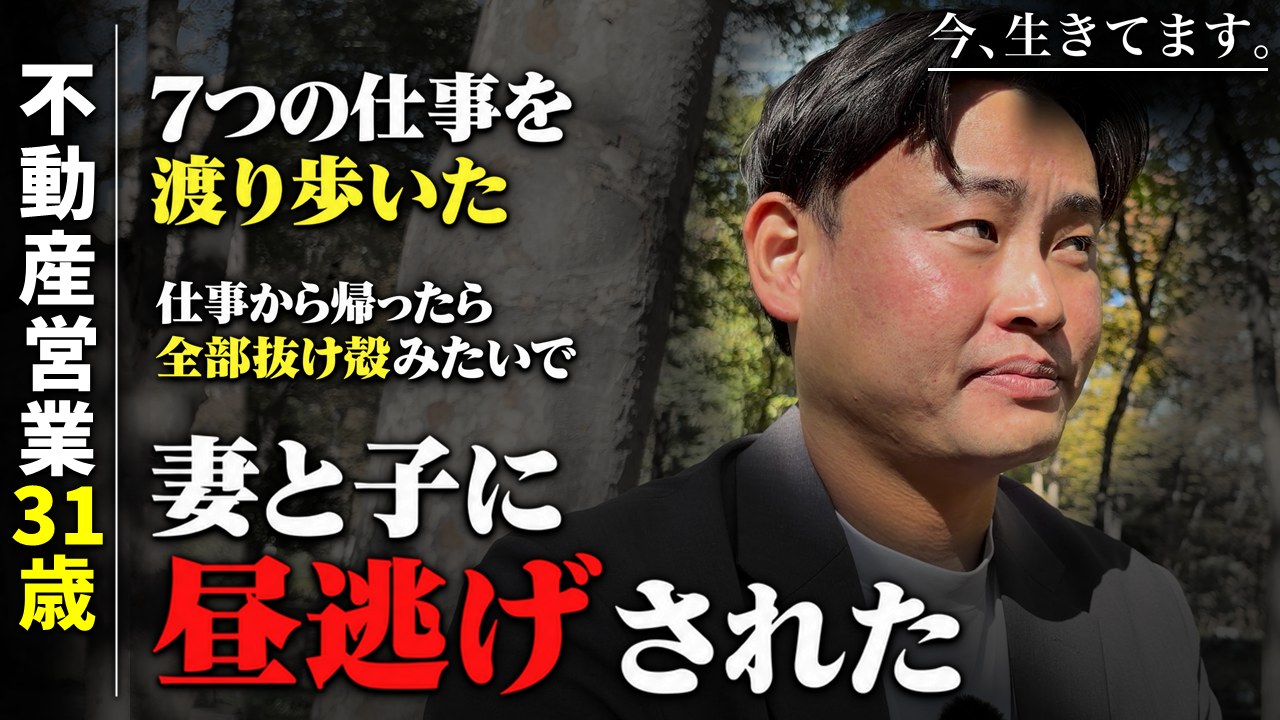 今、生きてます。
不動産営業31歳
7つの仕事を
渡り歩いた
仕事から帰ったら
全部抜け殻みたいで
妻と子に
昼逃げされた